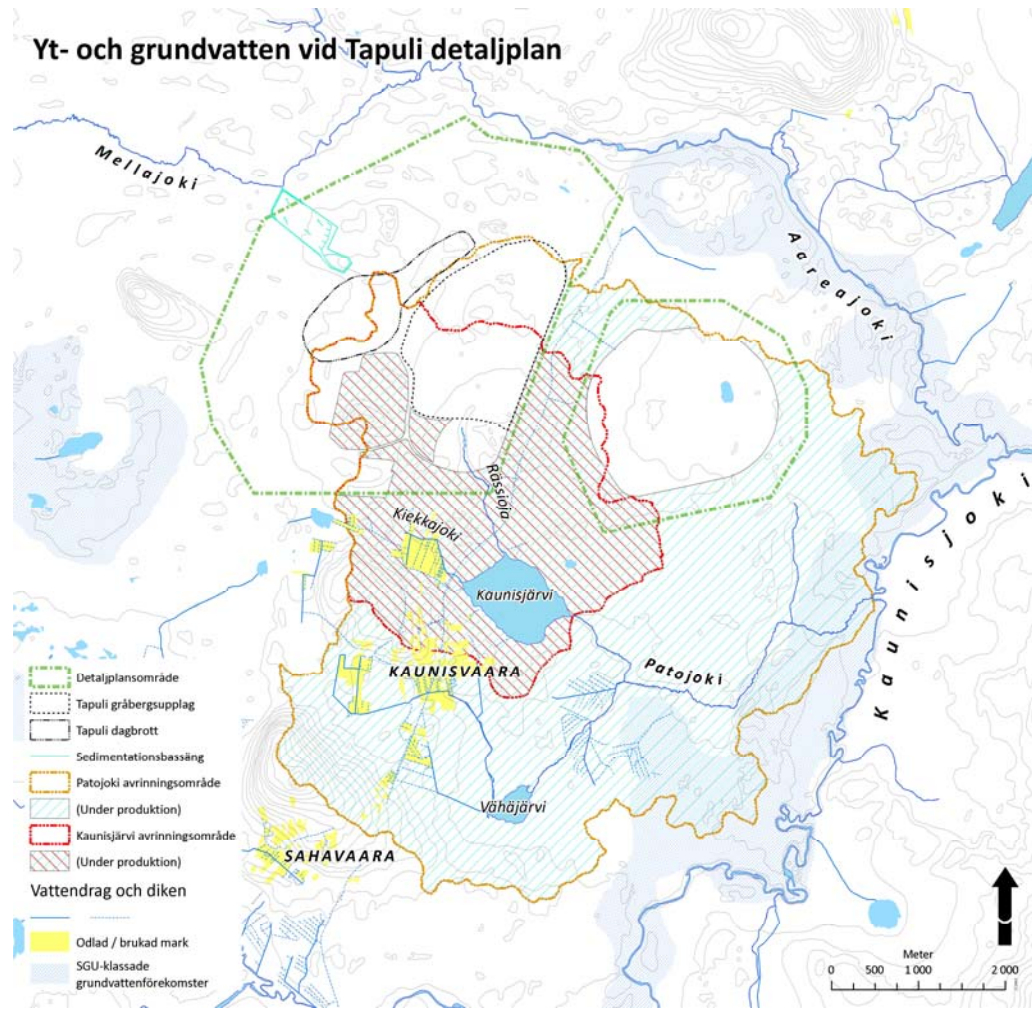 Yt- och grundvatten vid Tapuli detaljplan
Mellajoki
Aareajoki
Kaunisjoki
Rässioja
Kiekkajoki
Kaunisjärvi
KAUNISVAARA
Patojoki
Vähäjärvi
SAHAVAARA
Detaljplansområde
Tapuli gråbergsupplag
Tapuli dagbrott
Sedimentationsbassäng
Patojoki avrinningsområde
(Under produktion)
Kaunisjärvi avrinningsområde
(Under produktion)
Vattendrag och diken
Odlad / brukad mark
SGU-klassade
grundvattenförekomster
Meter
0 500 1 000 2 000